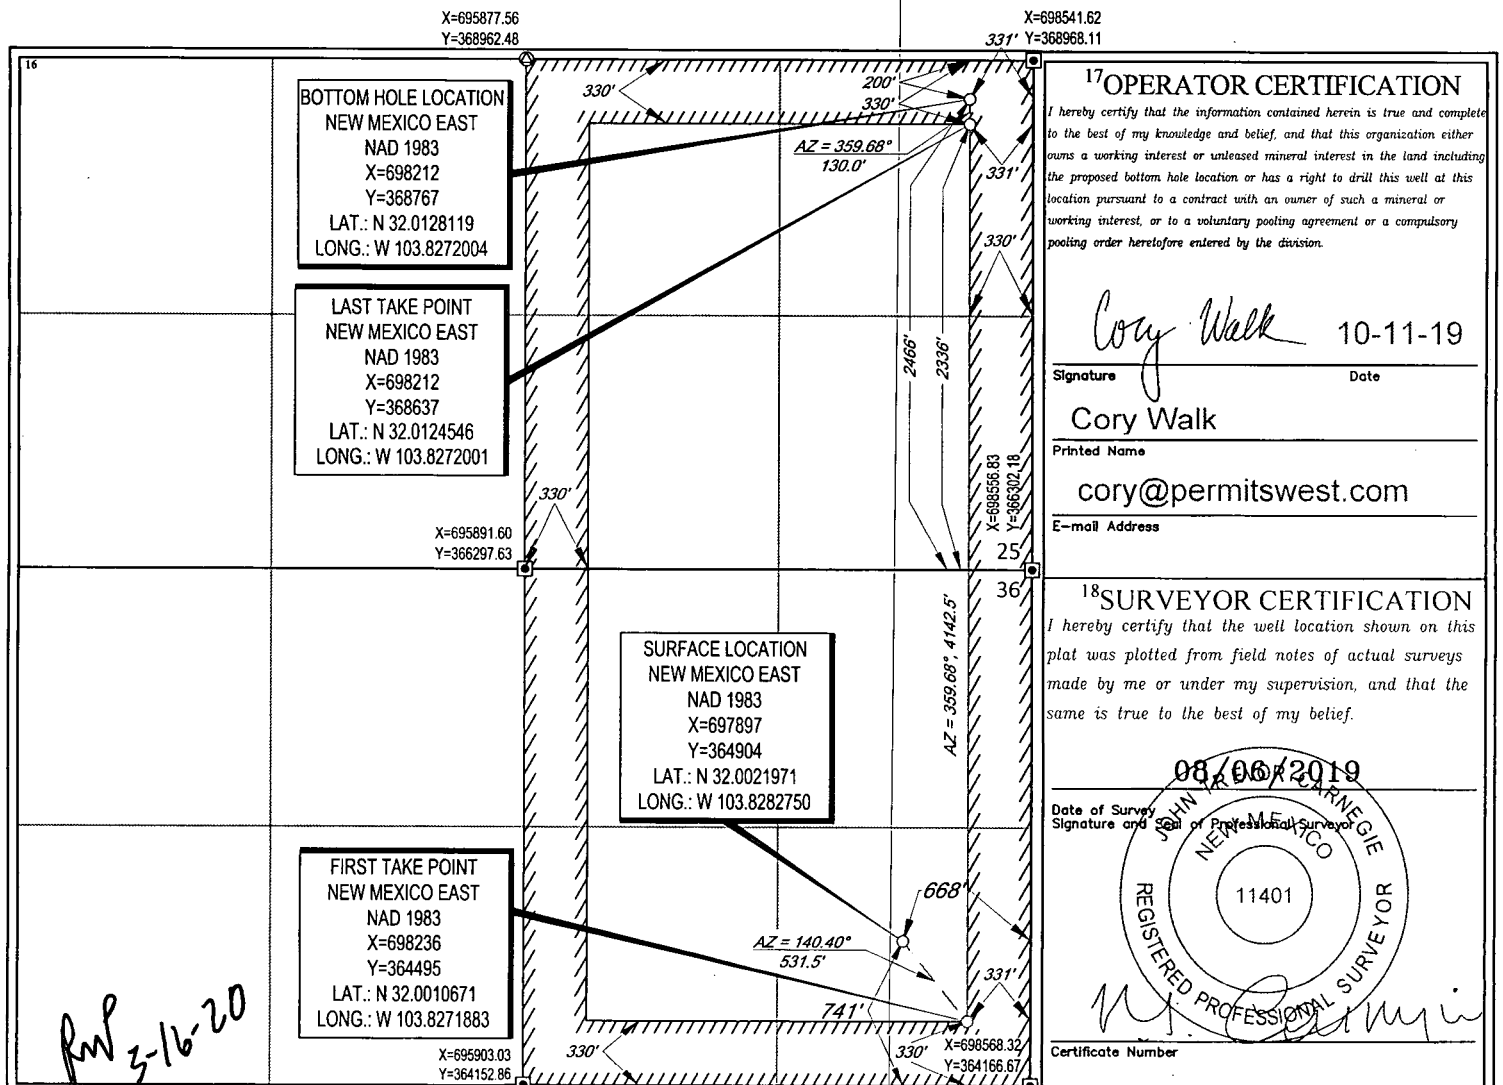 X=695877.56
Y=368962.48
X=698541.62
Y=368968.11
331'
16
330'
200'
330'
AZ = 359.68°
130.0'
331'
330'
BOTTOM HOLE LOCATION
NEW MEXICO EAST
NAD 1983
X=698212
Y=368767
LAT.: N 32.0128119
LONG.: W 103.8272004
LAST TAKE POINT
NEW MEXICO EAST
NAD 1983
X=698212
Y=368637
LAT.: N 32.0124546
LONG.: W 103.8272001
2466'
2336'
330'
X=698556.83
Y=366302.18
X=695891.60
Y=366297.63
25
36
AZ = 359.68°, 4142.5'
SURFACE LOCATION
NEW MEXICO EAST
NAD 1983
X=697897
Y=364904
LAT.: N 32.0021971
LONG.: W 103.8282750
FIRST TAKE POINT
NEW MEXICO EAST
NAD 1983
X=698236
Y=364495
LAT.: N 32.0010671
LONG.: W 103.8271883
668'
AZ = 140.40°
531.5'
741'
331'
330'
330'
X=698568.32
Y=364166.67
X=695903.03
Y=364152.86
3-16-20
17 OPERATOR CERTIFICATION
I hereby certify that the information contained herein is true and complete
to the best of my knowledge and belief, and that this organization either
owns a working interest or unleased mineral interest in the land including
the proposed bottom hole location or has a right to drill this well at this
location pursuant to a contract with an owner of such a mineral or
working interest, or to a voluntary pooling agreement or a compulsory
pooling order heretofore entered by the division.
Cory Walk 10-11-19
Signature Date
Cory Walk
Printed Name
cory@permitswest.com
E-mail Address
18 SURVEYOR CERTIFICATION
I hereby certify that the well location shown on this
plat was plotted from field notes of actual surveys
made by me or under my supervision, and that the
same is true to the best of my belief.
08/06/2019
Date of Survey
Signature and Seal of Professional Surveyor
JOHN TREVOR CARNEGIE
NEW MEXICO
11401
REGISTERED PROFESSIONAL SURVEYOR
Certificate Number